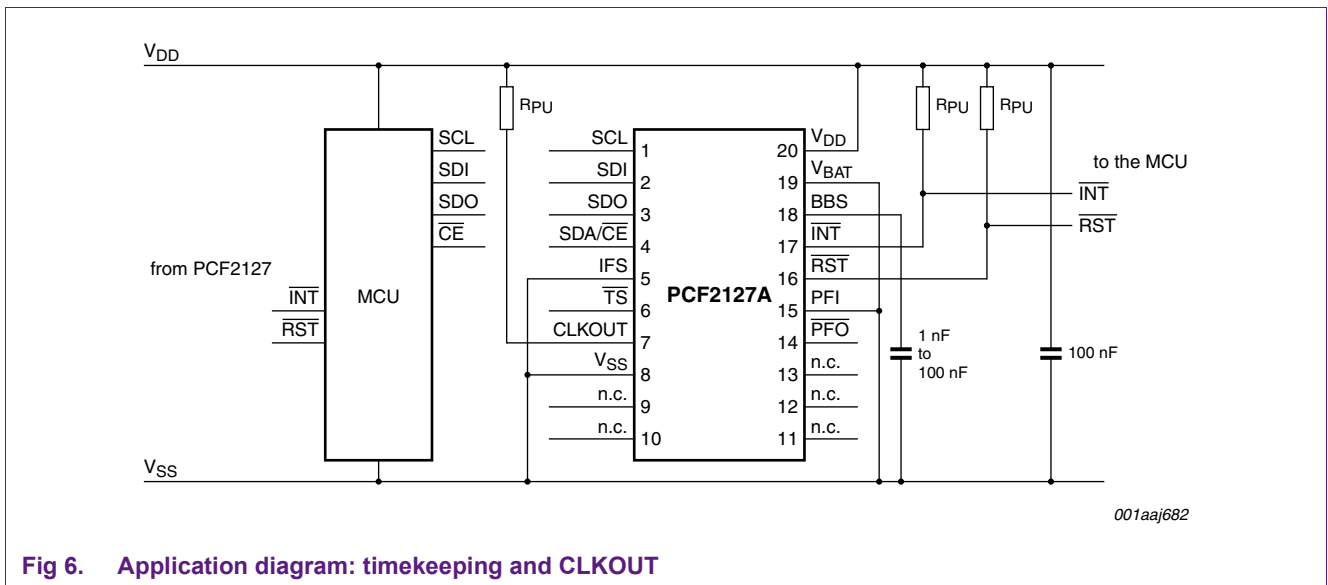 VDD
RPU
RPU
RPU
SCL
SDI
SDO
CE
from PCF2127
INT
RST
MCU
SCL
1
SDI
2
SDO
3
SDA/CE
4
IFS
5
TS
6
CLKOUT
7
VSS
8
n.c.
9
n.c.
10
PCF2127A
VDD
20
VBAT
19
BBS
18
INT
17
RST
16
PFI
15
PFO
14
n.c.
13
n.c.
12
n.c.
11
to the MCU
INT
RST
1 nF
to
100 nF
100 nF
VSS
001aaj682
Fig 6. Application diagram: timekeeping and CLKOUT